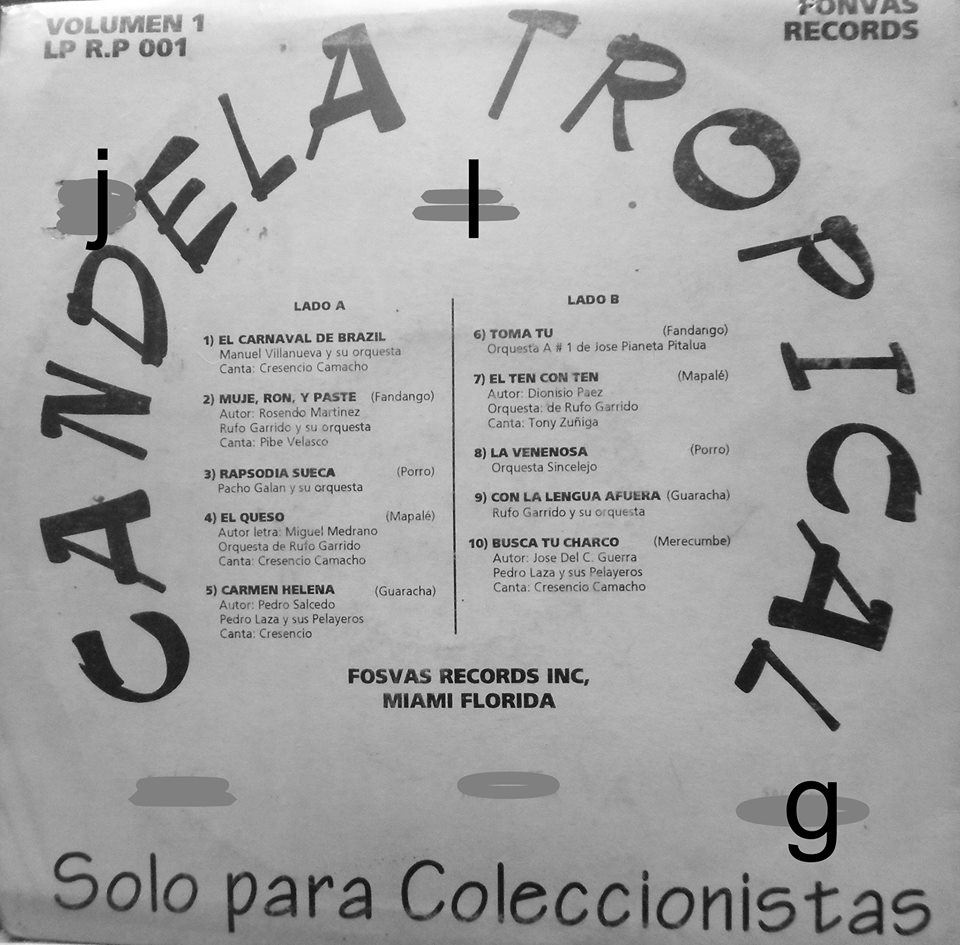 VOLUMEN 1
LP R.P 001
FONVAS
RECORDS
CANDELA TROPICAL
j
l
LADO A
1) EL CARNAVAL DE BRAZIL
Manuel Villanueva y su orquesta
Canta: Cresencio Camacho
2) MUJE, RON, Y PASTE (Fandango)
Autor: Rosendo Martinez
Rufo Garrido y su orquesta
Canta: Pibe Velasco
3) RAPSODIA SUECA (Porro)
Pacho Galan y su orquesta
4) EL QUESO (Mapalé)
Autor letra: Miguel Medrano
Orquesta de Rufo Garrido
Canta: Cresencio Camacho
5) CARMEN HELENA (Guaracha)
Autor: Pedro Salcedo
Pedro Laza y sus Pelayeros
Canta: Cresencio
LADO B
6) TOMA TU (Fandango)
Orquesta A # 1 de Jose Pianeta Pitalua
7) EL TEN CON TEN (Mapalé)
Autor: Dionisio Paez
Orquesta: de Rufo Garrido
Canta: Tony Zuñiga
8) LA VENENOSA (Porro)
Orquesta Sincelejo
9) CON LA LENGUA AFUERA (Guaracha)
Rufo Garrido y su orquesta
10) BUSCA TU CHARCO (Merecumbe)
Autor: Jose Del C. Guerra
Pedro Laza y sus Pelayeros
Canta: Cresencio Camacho
FOSVAS RECORDS INC,
MIAMI FLORIDA
g
Solo para Coleccionistas